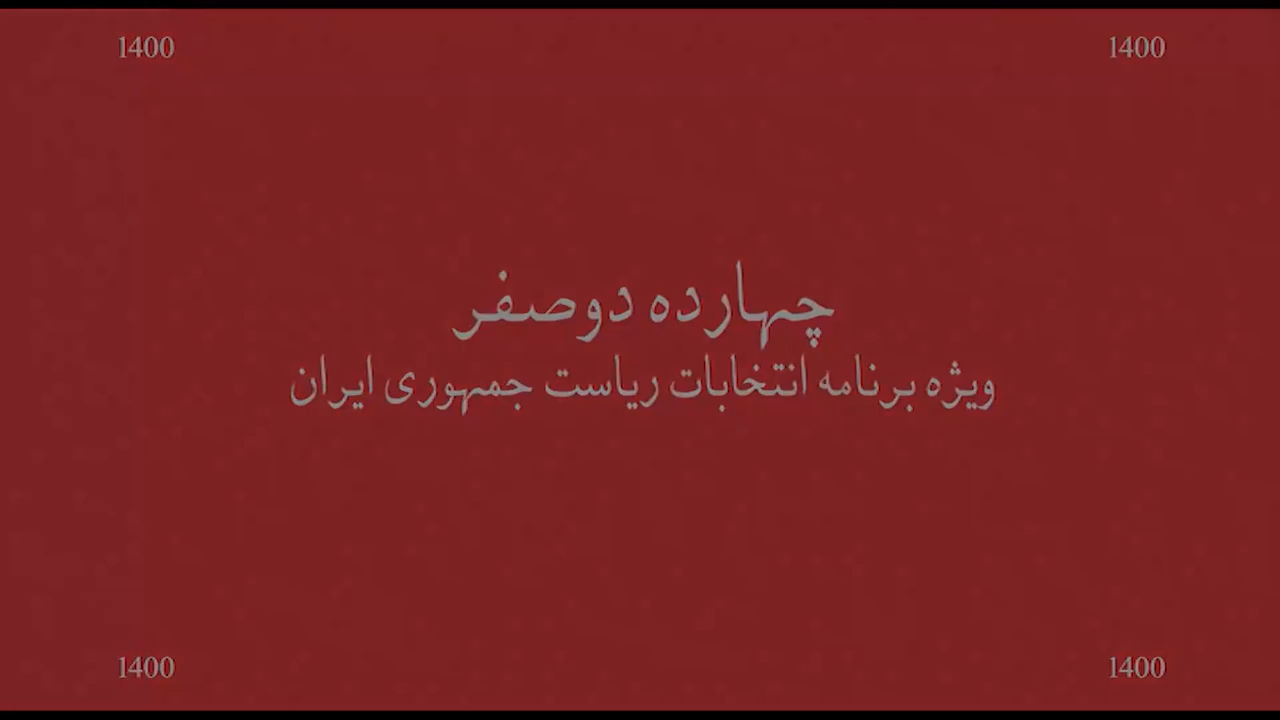 1400 1400
چهارده دوصفر
ویژه برنامه انتخابات ریاست جمهوری ایران
1400 1400